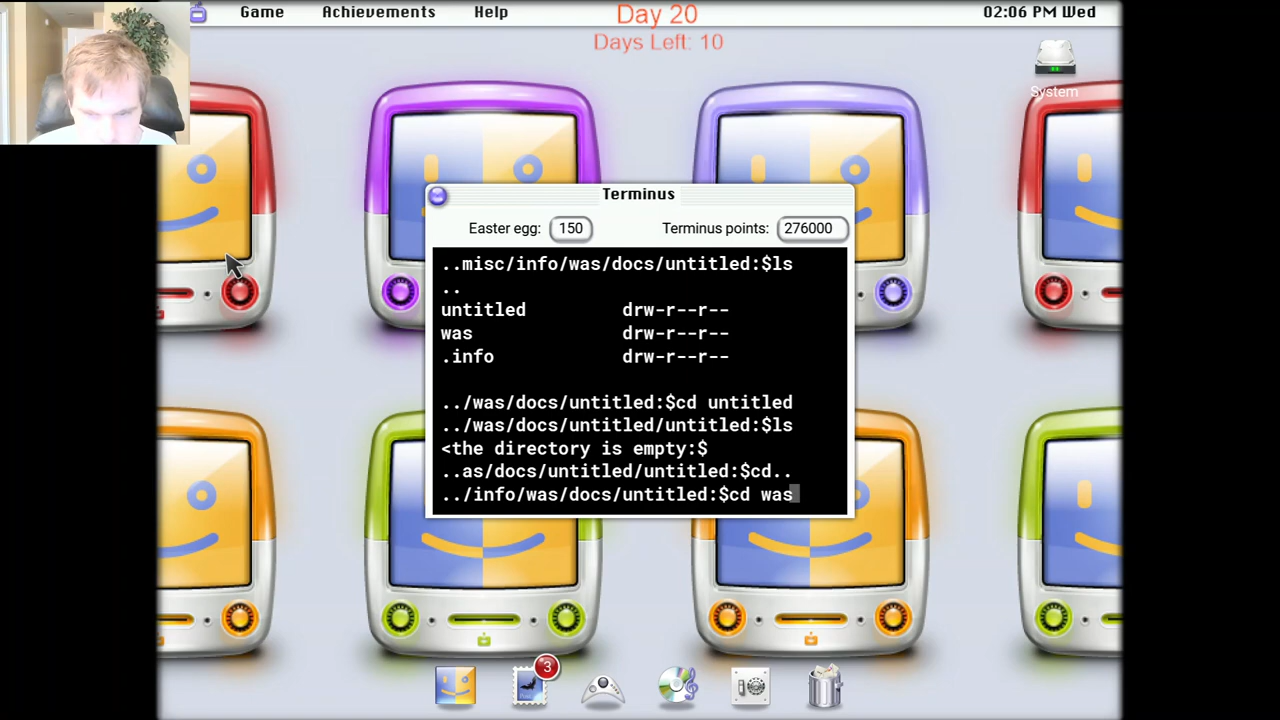 Game Achievements Help Day 20 02:06 PM Wed
Days Left: 10
System
Terminus
Easter egg: 150 Terminus points: 276000
..misc/info/was/docs/untitled:$ls
..
untitled drw-r--r--
was drw-r--r--
.info drw-r--r--
../was/docs/untitled:$cd untitled
../was/docs/untitled/untitled:$ls
<the directory is empty:$
..as/docs/untitled/untitled:$cd..
../info/was/docs/untitled:$cd was
3